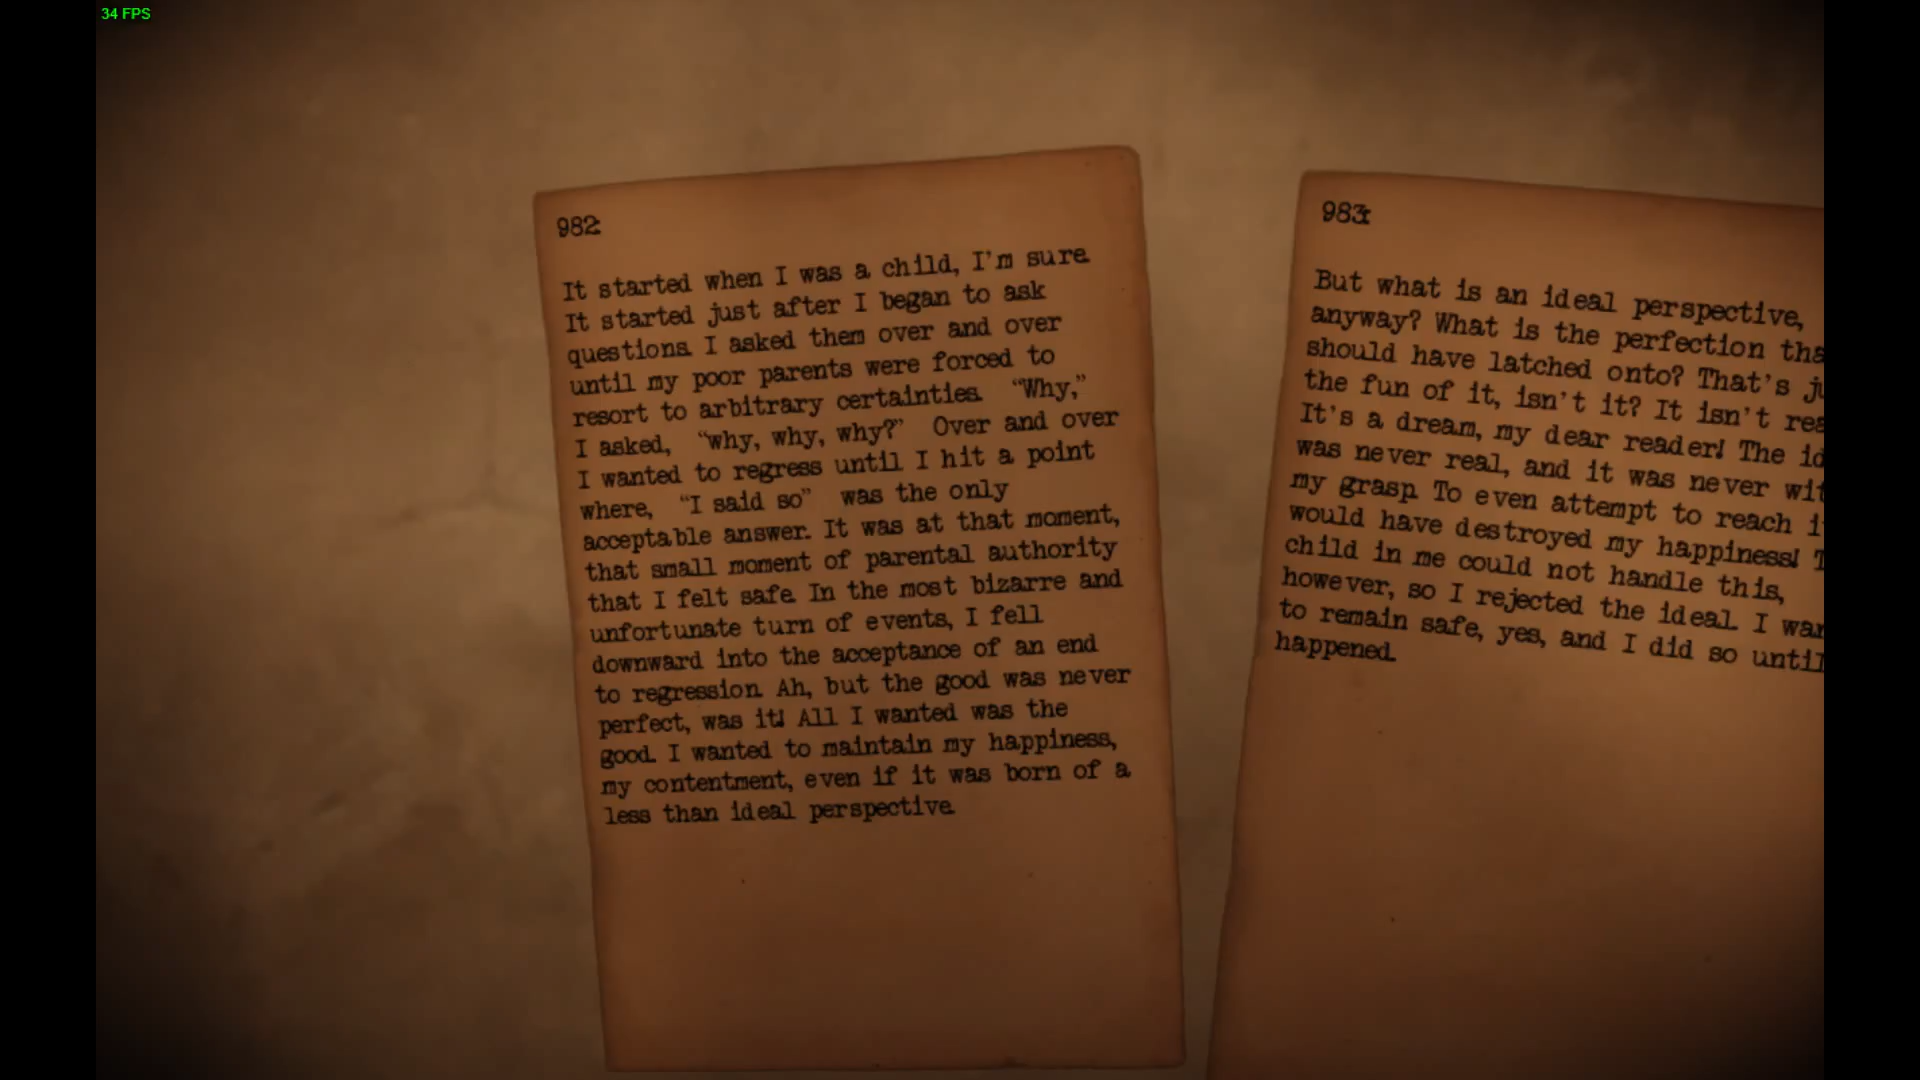 34 FPS
982:
It started when I was a child, I'm sure.
It started just after I began to ask
questions. I asked them over and over
until my poor parents were forced to
resort to arbitrary certainties. “Why,”
I asked, “why, why, why?” Over and over
I wanted to regress until I hit a point
where, “I said so” was the only
acceptable answer. It was at that moment,
that small moment of parental authority
that I felt safe. In the most bizarre and
unfortunate turn of events, I fell
downward into the acceptance of an end
to regression. Ah, but the good was never
perfect, was it! All I wanted was the
good. I wanted to maintain my happiness,
my contentment, even if it was born of a
less than ideal perspective.
983:
But what is an ideal perspective,
anyway? What is the perfection
should have latched onto? That's
the fun of it, isn't it? It isn't
It's a dream, my dear reader! The
was never real, and it was never
my grasp. To even attempt to reach
would have destroyed my happiness!
child in me could not handle this,
however, so I rejected the ideal. I
to remain safe, yes, and I did so until
happened.